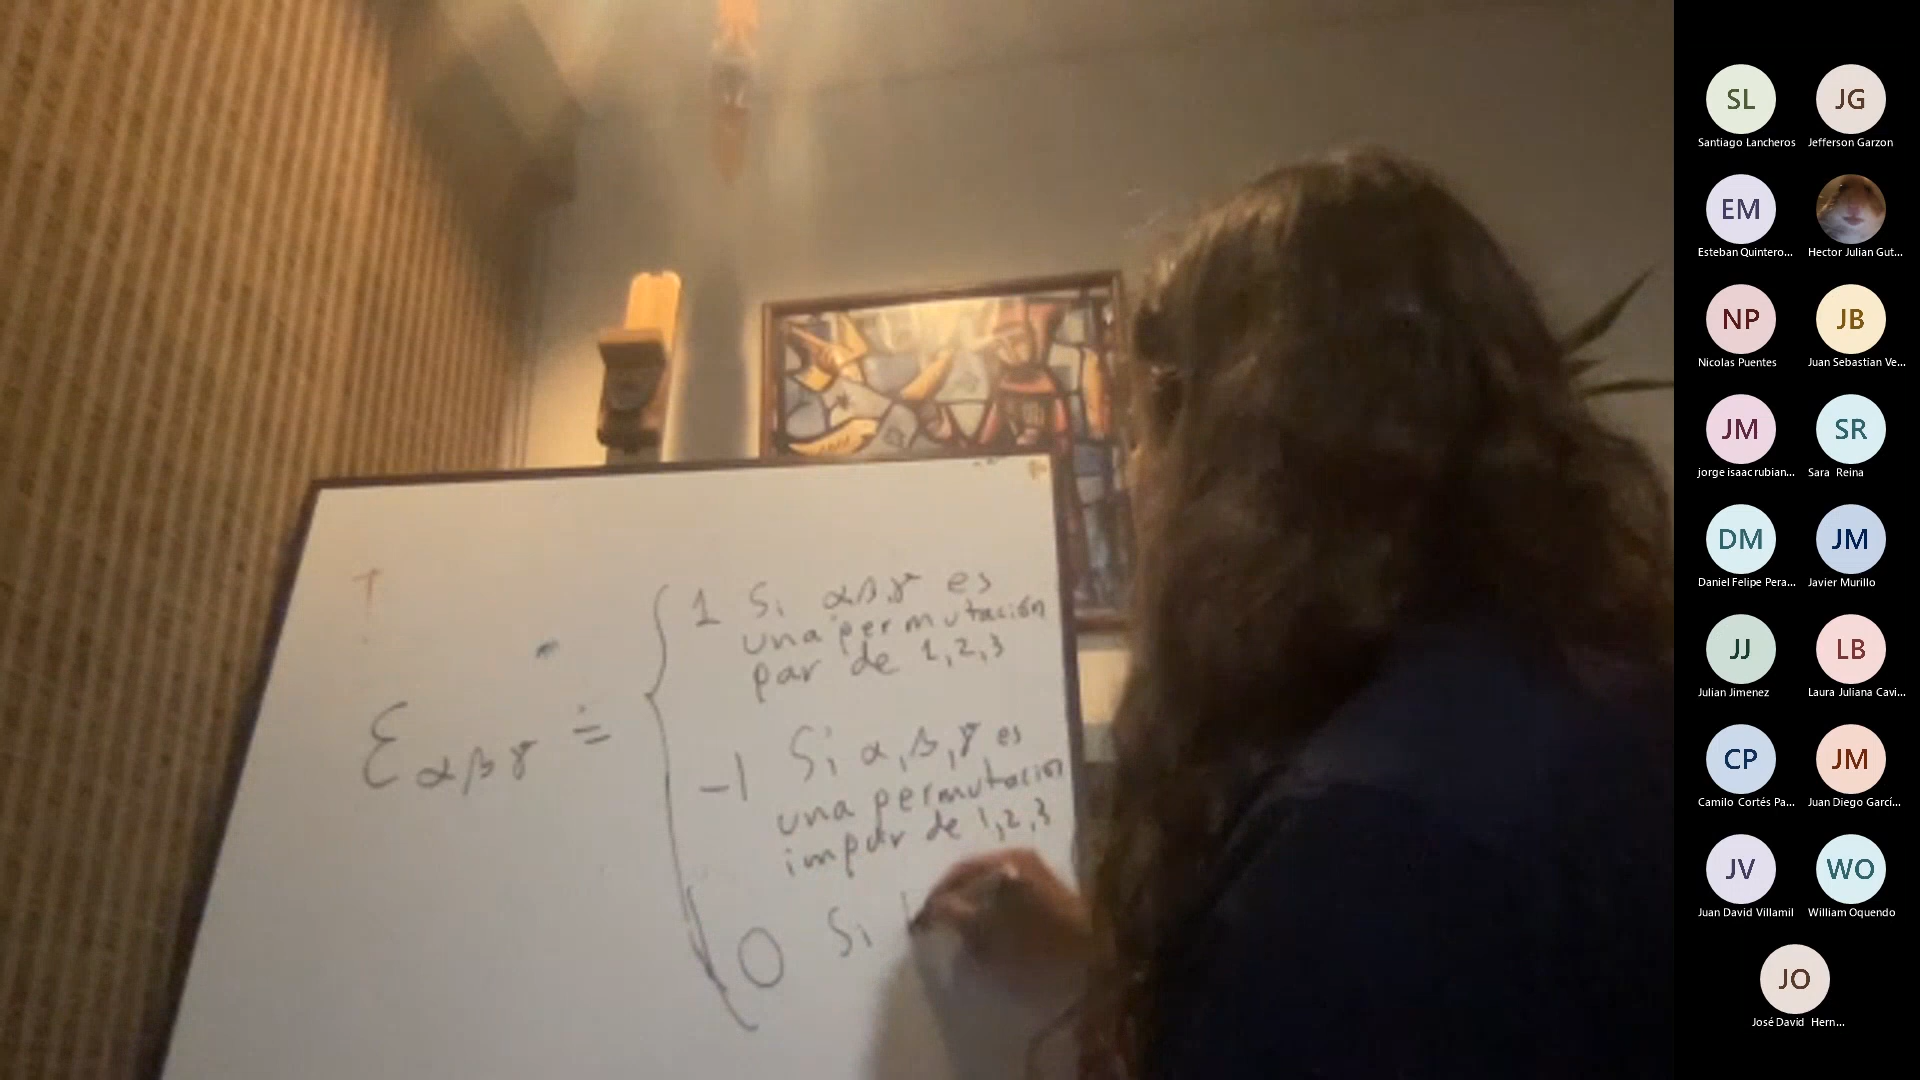 ε αβγ ≐
1 Si αβγ es
una permutación
par de 1,2,3
-1 Si α,β,γ es
una permutación
impar de 1,2,3
0 Si
SL
Santiago Lancheros
JG
Jefferson Garzon
EM
Esteban Quintero...
Hector Julian Gut...
NP
Nicolas Puentes
JB
Juan Sebastian Ve...
JM
jorge isaac rubian...
SR
Sara Reina
DM
Daniel Felipe Pera...
JM
Javier Murillo
JJ
Julian Jimenez
LB
Laura Juliana Cavi...
CP
Camilo Cortés Pa...
JM
Juan Diego Garcí...
JV
Juan David Villamil
WO
William Oquendo
JO
José David Hern...